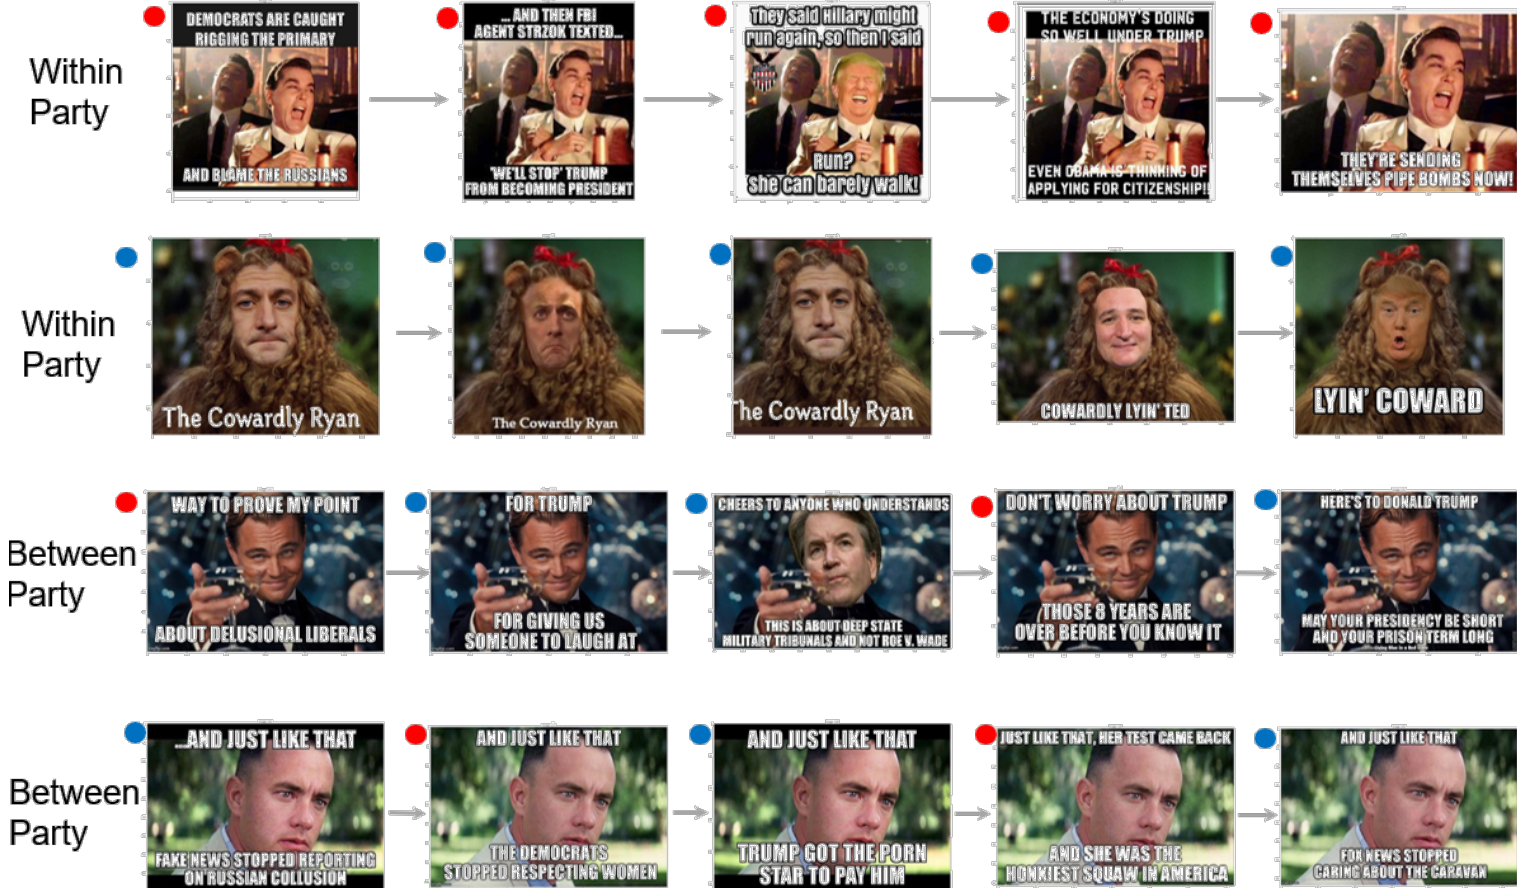 Within
Party
DEMOCRATS ARE CAUGHT
RIGGING THE PRIMARY
AND BLAME THE RUSSIANS
... AND THEN FBI
AGENT STRZOK TEXTED...
'WE'LL STOP' TRUMP
FROM BECOMING PRESIDENT
They said Hillary might
run again, so then I said
Run?
she can barely walk!
THE ECONOMY'S DOING
SO WELL UNDER TRUMP
EVEN OBAMA IS THINKING OF
APPLYING FOR CITIZENSHIP!!
THEY'RE SENDING
THEMSELVES PIPE BOMBS NOW!
Within
Party
The Cowardly Ryan
The Cowardly Ryan
The Cowardly Ryan
COWARDLY LYIN' TED
LYIN' COWARD
Between
Party
WAY TO PROVE MY POINT
ABOUT DELUSIONAL LIBERALS
FOR TRUMP
FOR GIVING US
SOMEONE TO LAUGH AT
CHEERS TO ANYONE WHO UNDERSTANDS
THIS IS ABOUT DEEP STATE
MILITARY TRIBUNALS AND NOT ROE V. WADE
DON'T WORRY ABOUT TRUMP
THOSE 8 YEARS ARE
OVER BEFORE YOU KNOW IT
HERE'S TO DONALD TRUMP
MAY YOUR PRESIDENCY BE SHORT
AND YOUR PRISON TERM LONG
Between
Party
...AND JUST LIKE THAT
FAKE NEWS STOPPED REPORTING
ON RUSSIAN COLLUSION
AND JUST LIKE THAT
THE DEMOCRATS
STOPPED RESPECTING WOMEN
AND JUST LIKE THAT
TRUMP GOT THE PORN
STAR TO PAY HIM
JUST LIKE THAT, HER TEST CAME BACK
AND SHE WAS THE
HONKIEST SQUAW IN AMERICA
AND JUST LIKE THAT
FOX NEWS STOPPED
CARING ABOUT THE CARAVAN